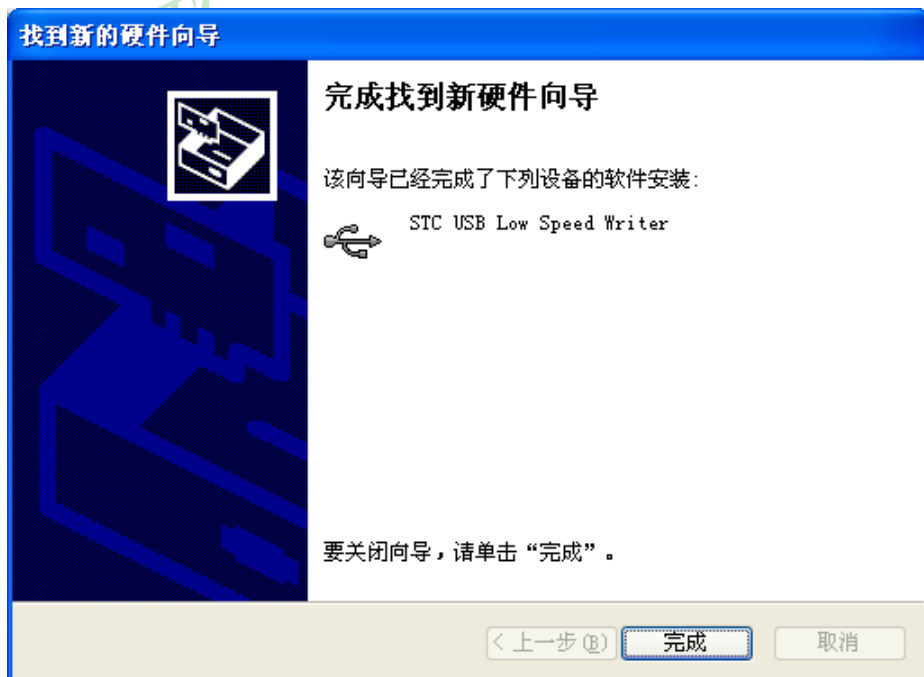 找到新的硬件向导
完成找到新硬件向导
该向导已经完成了下列设备的软件安装:
STC USB Low Speed Writer
要关闭向导，请单击“完成”。
< 上一步(B)
完成
取消